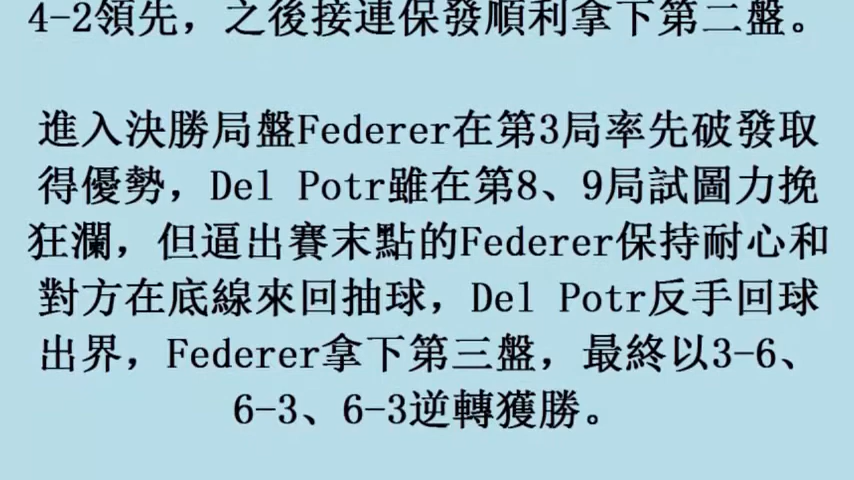 4-2領先，之後接連保發順利拿下第二盤。
進入決勝局盤Federer在第3局率先破發取
得優勢，Del Potr雖在第8、9局試圖力挽
狂瀾，但逼出賽末點的Federer保持耐心和
對方在底線來回抽球，Del Potr反手回球
出界，Federer拿下第三盤，最終以3-6、
6-3、6-3逆轉獲勝。